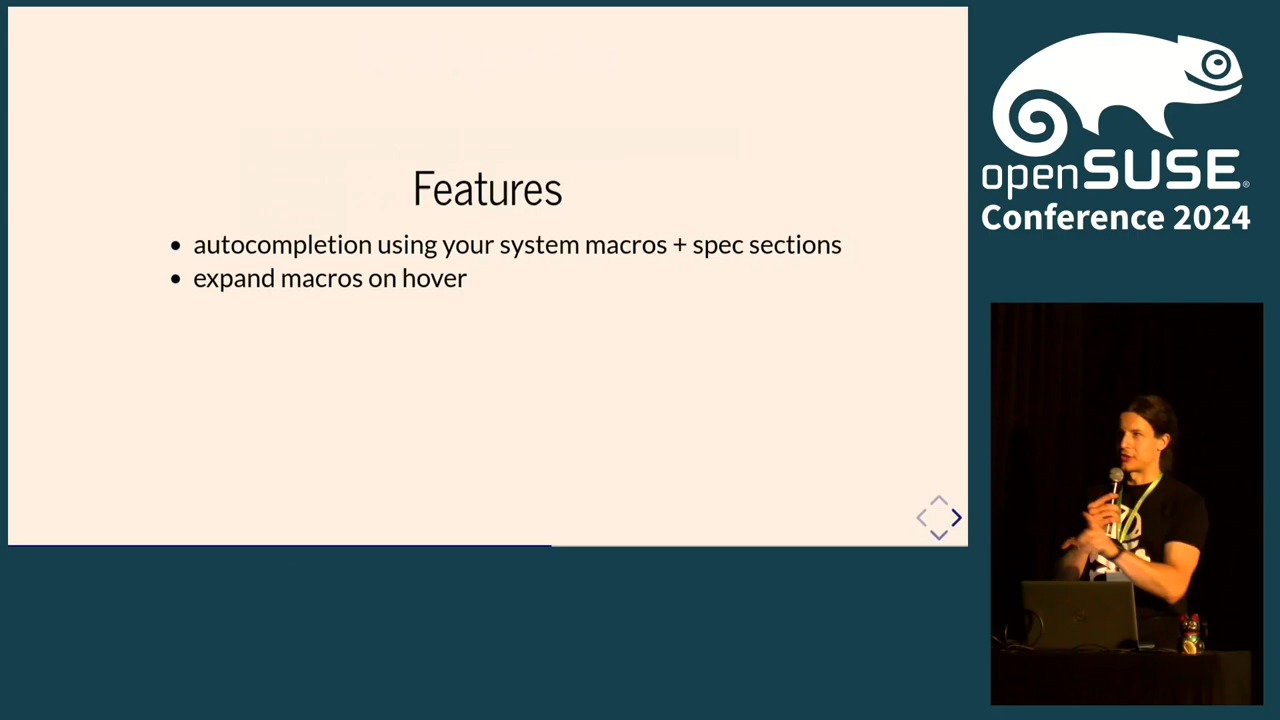 Features
autocompletion using your system macros + spec sections
expand macros on hover
openSUSE®
Conference 2024